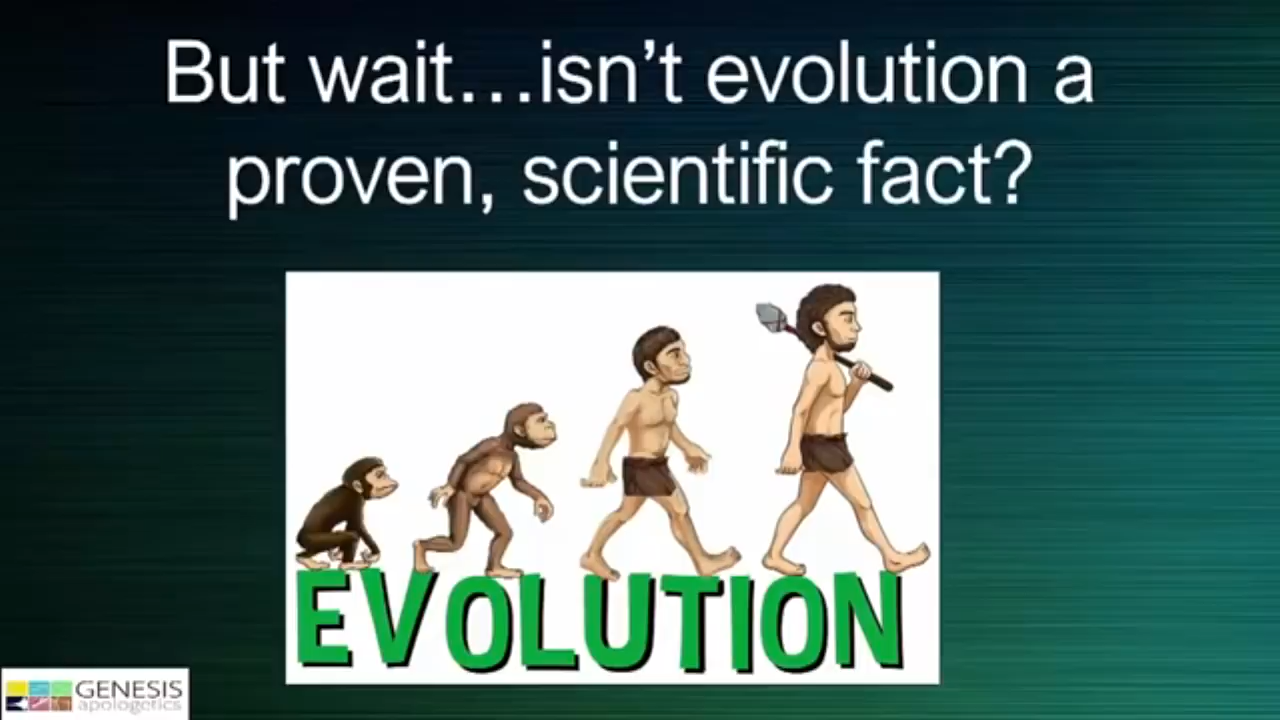 But wait…isn’t evolution a
proven, scientific fact?
EVOLUTION
GENESIS
apologetics